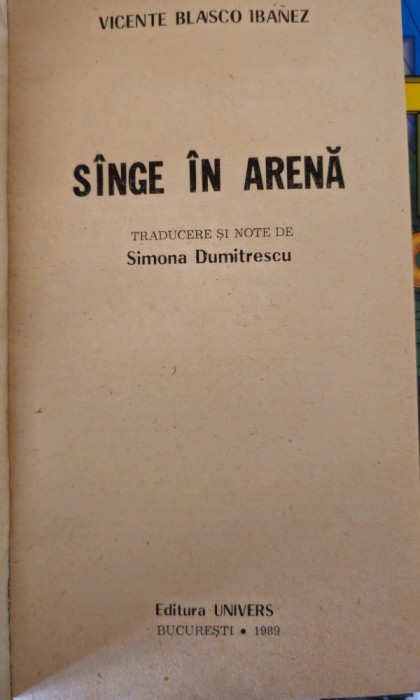 VICENTE BLASCO IBAÑEZ
SÎNGE ÎN ARENĂ
TRADUCERE ȘI NOTE DE
Simona Dumitrescu
Editura UNIVERS
BUCUREȘTI • 1989